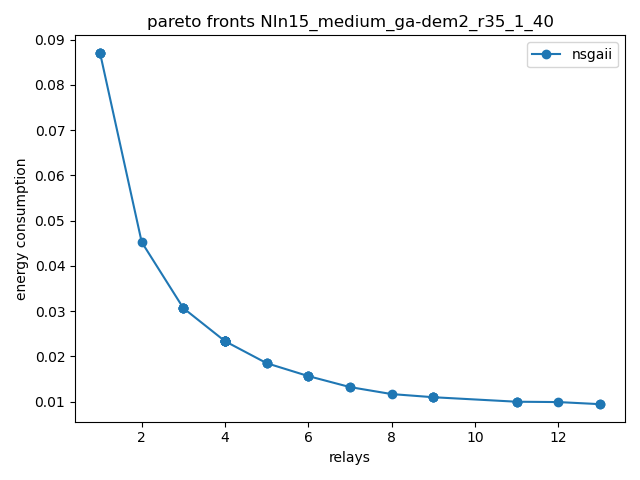 pareto fronts NIn15_medium_ga-dem2_r35_1_40
nsgaii
0.09
0.08
0.07
0.06
0.05
0.04
0.03
0.02
0.01
energy consumption
2 4 6 8 10 12
relays